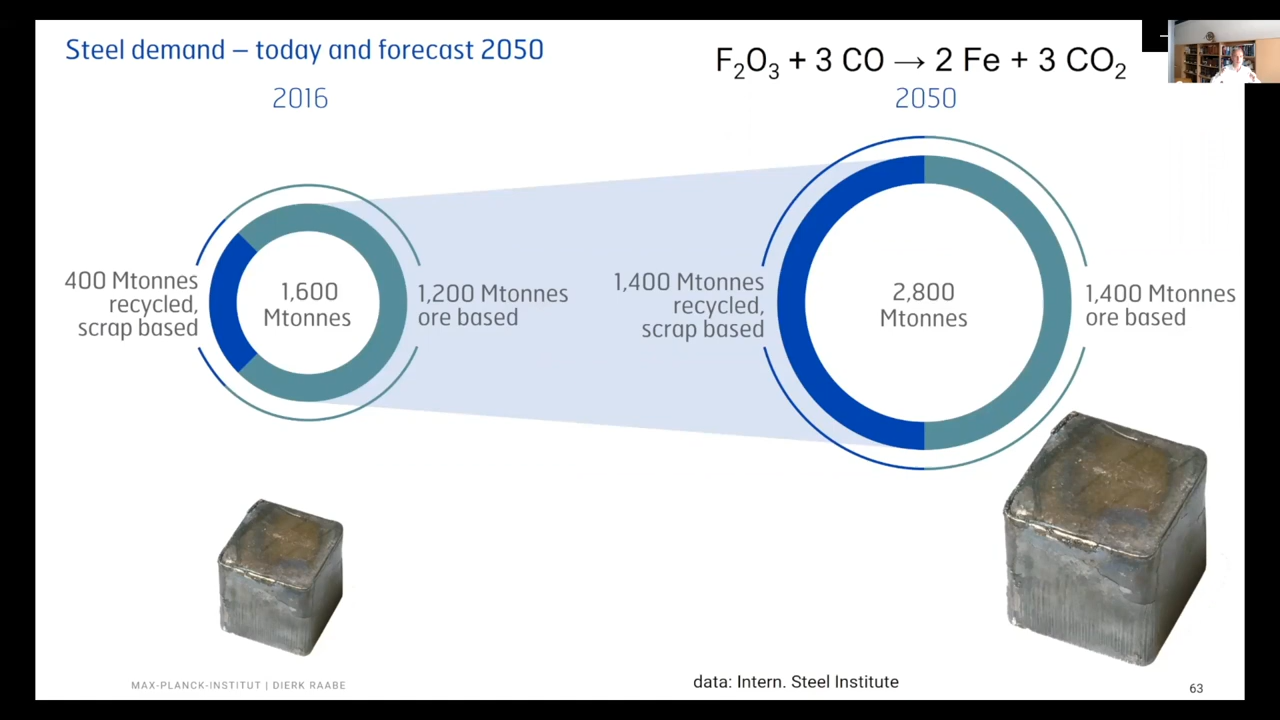 Steel demand – today and forecast 2050
F₂O₃ + 3 CO → 2 Fe + 3 CO₂
2016
2050
400 Mtonnes
recycled,
scrap based
1,600
Mtonnes
1,200 Mtonnes
ore based
1,400 Mtonnes
recycled,
scrap based
2,800
Mtonnes
1,400 Mtonnes
ore based
MAX-PLANCK-INSTITUT | DIERK RAABE
data: Intern. Steel Institute
63